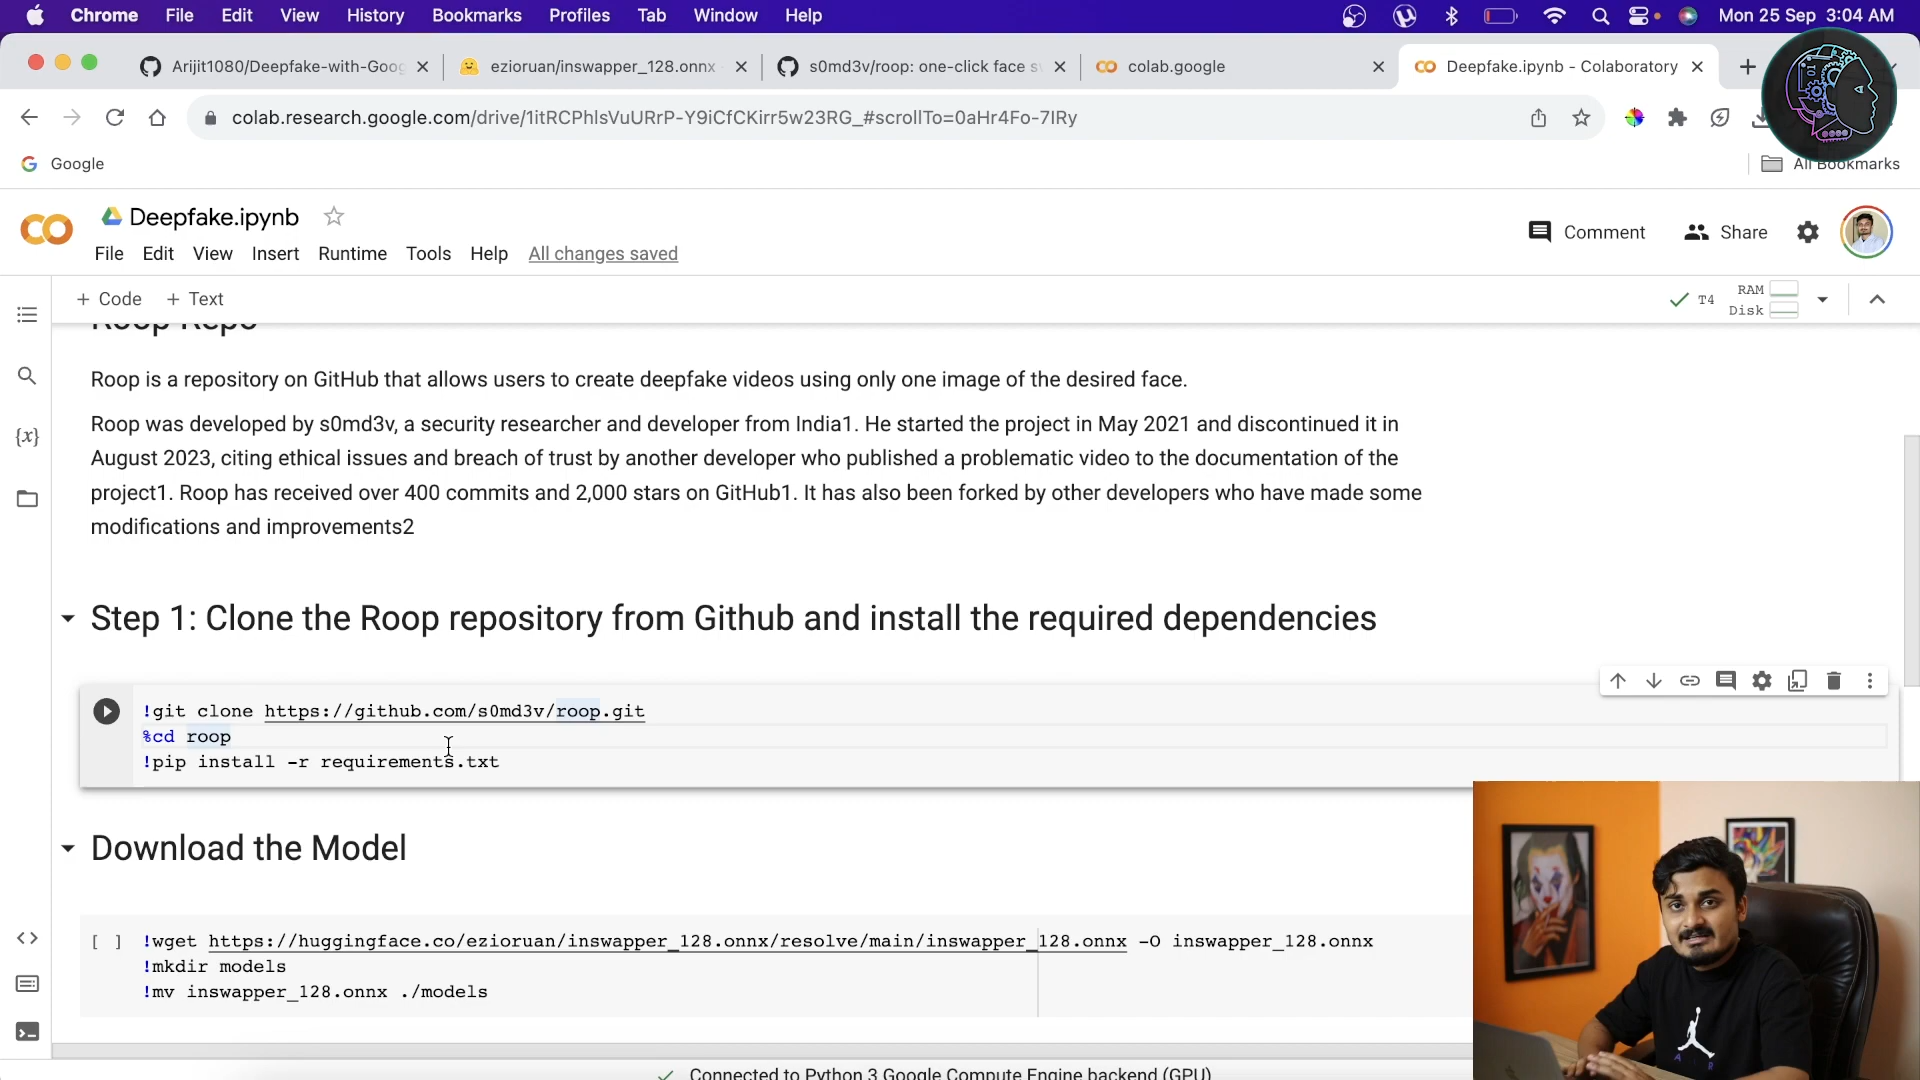 Chrome File Edit View History Bookmarks Profiles Tab Window Help Mon 25 Sep 3:04 AM
Arijit1080/Deepfake-with-Goog ezioruan/inswapper_128.onnx s0md3v/roop: one-click face sw colab.google Deepfake.ipynb - Colaboratory
colab.research.google.com/drive/1itRCPhlsVuURrP-Y9iCfCKirr5w23RG_#scrollTo=0aHr4Fo-7IRy
Google All Bookmarks
Deepfake.ipynb
Comment Share
File Edit View Insert Runtime Tools Help All changes saved
+ Code + Text T4 RAM
Disk
Roop Repo
Roop is a repository on GitHub that allows users to create deepfake videos using only one image of the desired face.
Roop was developed by s0md3v, a security researcher and developer from India1. He started the project in May 2021 and discontinued it in
August 2023, citing ethical issues and breach of trust by another developer who published a problematic video to the documentation of the
project1. Roop has received over 400 commits and 2,000 stars on GitHub1. It has also been forked by other developers who have made some
modifications and improvements2
Step 1: Clone the Roop repository from Github and install the required dependencies
!git clone https://github.com/s0md3v/roop.git
%cd roop
!pip install -r requirements.txt
Download the Model
[ ] !wget https://huggingface.co/ezioruan/inswapper_128.onnx/resolve/main/inswapper_128.onnx -O inswapper_128.onnx
!mkdir models
!mv inswapper_128.onnx ./models
Connected to Python 3 Google Compute Engine backend (GPU)